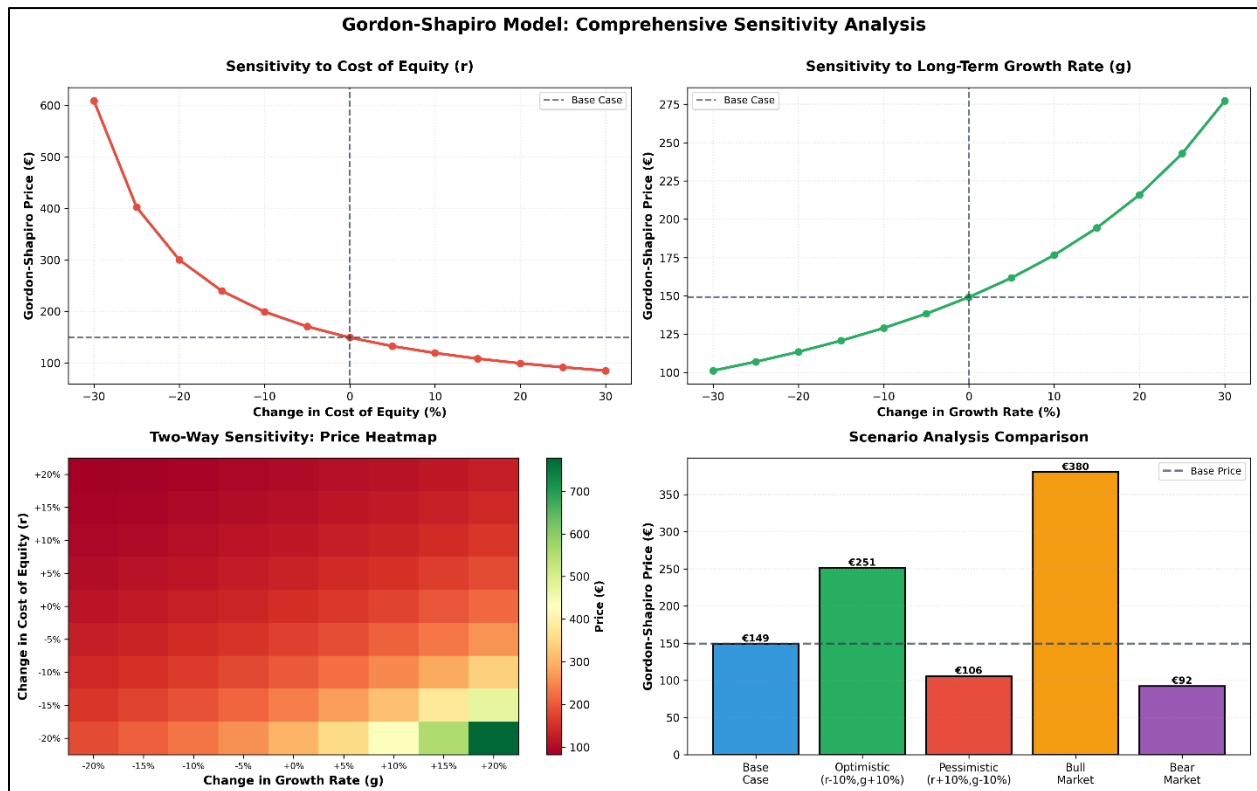 Gordon-Shapiro Model: Comprehensive Sensitivity Analysis
Sensitivity to Cost of Equity (r)
Gordon-Shapiro Price (€)
600
500
400
300
200
100
Base Case
−30
−20
−10
0
10
20
30
Change in Cost of Equity (%)
Sensitivity to Long-Term Growth Rate (g)
Gordon-Shapiro Price (€)
275
250
225
200
175
150
125
100
Base Case
−30
−20
−10
0
10
20
30
Change in Growth Rate (%)
Two-Way Sensitivity: Price Heatmap
Change in Cost of Equity (r)
+20%
+15%
+10%
+5%
+0%
-5%
-10%
-15%
-20%
-20%
-15%
-10%
-5%
+0%
+5%
+10%
+15%
+20%
Change in Growth Rate (g)
700
600
500
400
300
200
100
Price (€)
Scenario Analysis Comparison
Gordon-Shapiro Price (€)
350
300
250
200
150
100
50
0
Base Price
€149
€251
€106
€380
€92
Base
Case
Optimistic
(r-10%,g+10%)
Pessimistic
(r+10%,g-10%)
Bull
Market
Bear
Market